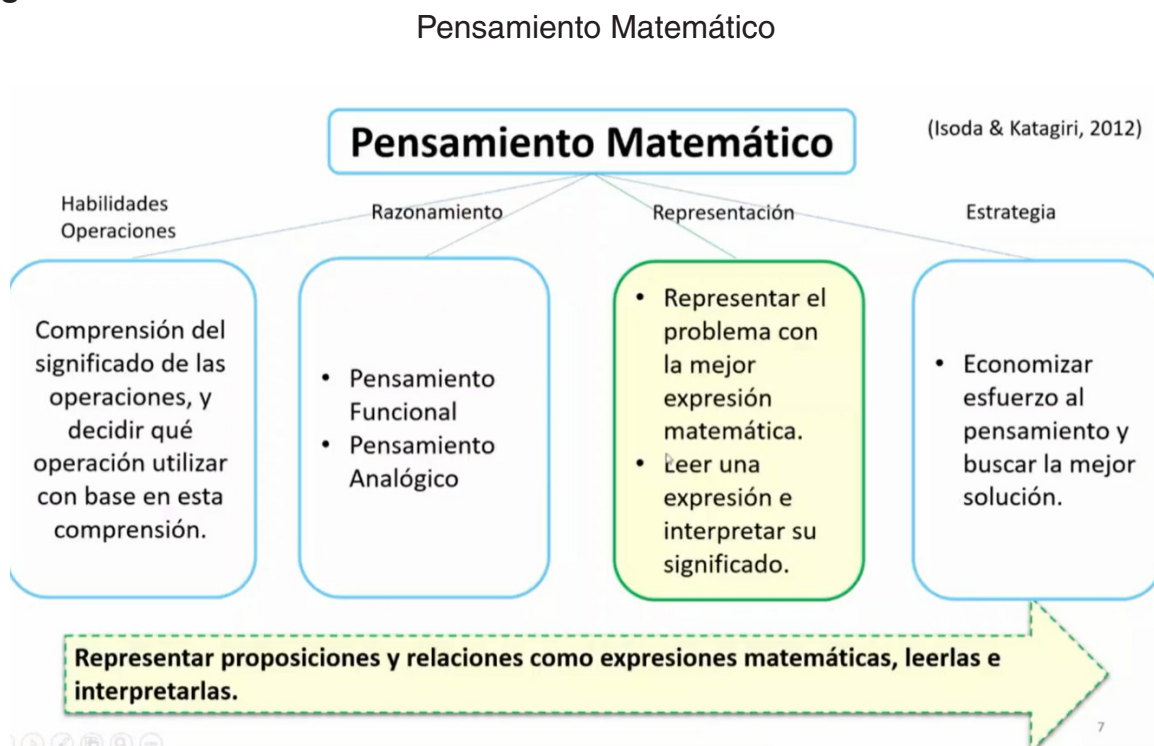 Pensamiento Matemático
Pensamiento Matemático
(Isoda & Katagiri, 2012)
Habilidades
Operaciones
Comprensión del
significado de las
operaciones, y
decidir qué
operación utilizar
con base en esta
comprensión.
Razonamiento
• Pensamiento
Funcional
• Pensamiento
Analógico
Representación
• Representar el
problema con
la mejor
expresión
matemática.
• Leer una
expresión e
interpretar su
significado.
Estrategia
• Economizar
esfuerzo al
pensamiento y
buscar la mejor
solución.
Representar proposiciones y relaciones como expresiones matemáticas, leerlas e
interpretarlas.
7